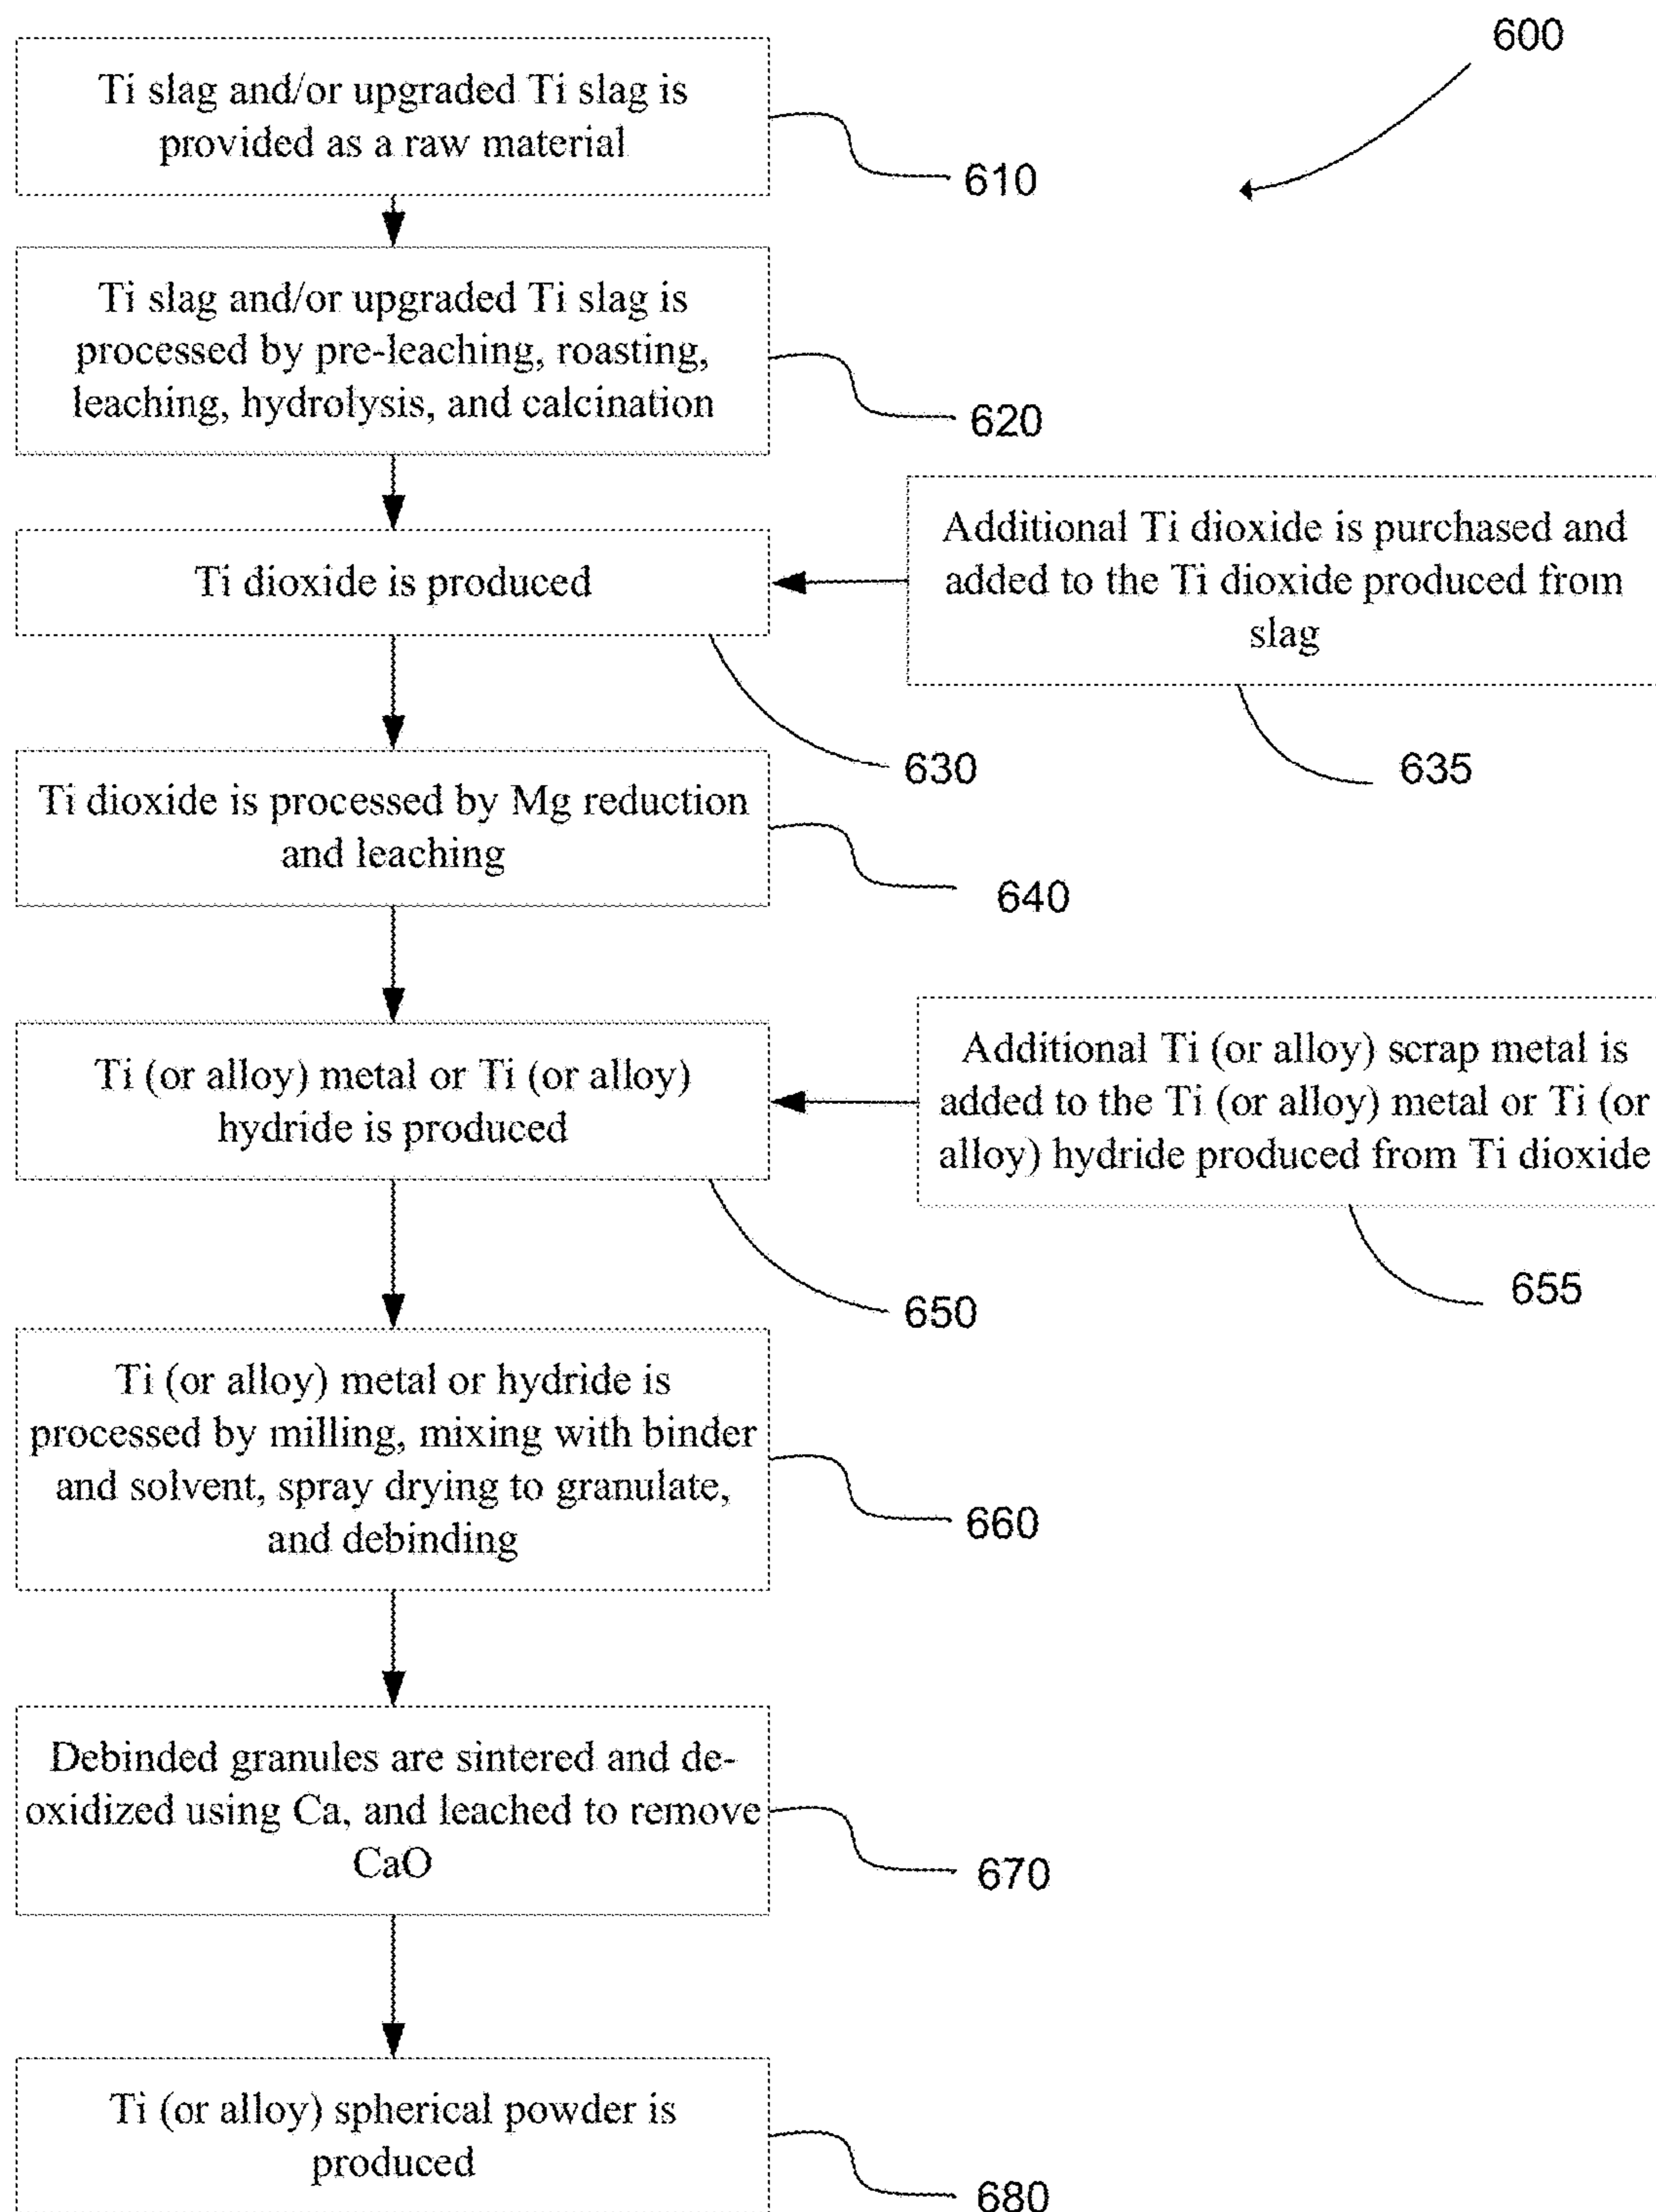 600
Ti slag and/or upgraded Ti slag is
provided as a raw material
610
Ti slag and/or upgraded Ti slag is
processed by pre-leaching, roasting,
leaching, hydrolysis, and calcination
620
Ti dioxide is produced
630
Additional Ti dioxide is purchased and
added to the Ti dioxide produced from
slag
635
Ti dioxide is processed by Mg reduction
and leaching
640
Ti (or alloy) metal or Ti (or alloy)
hydride is produced
650
Additional Ti (or alloy) scrap metal is
added to the Ti (or alloy) metal or Ti (or
alloy) hydride produced from Ti dioxide
655
Ti (or alloy) metal or hydride is
processed by milling, mixing with binder
and solvent, spray drying to granulate,
and debinding
660
Debinded granules are sintered and de-
oxidized using Ca, and leached to remove
CaO
670
Ti (or alloy) spherical powder is
produced
680